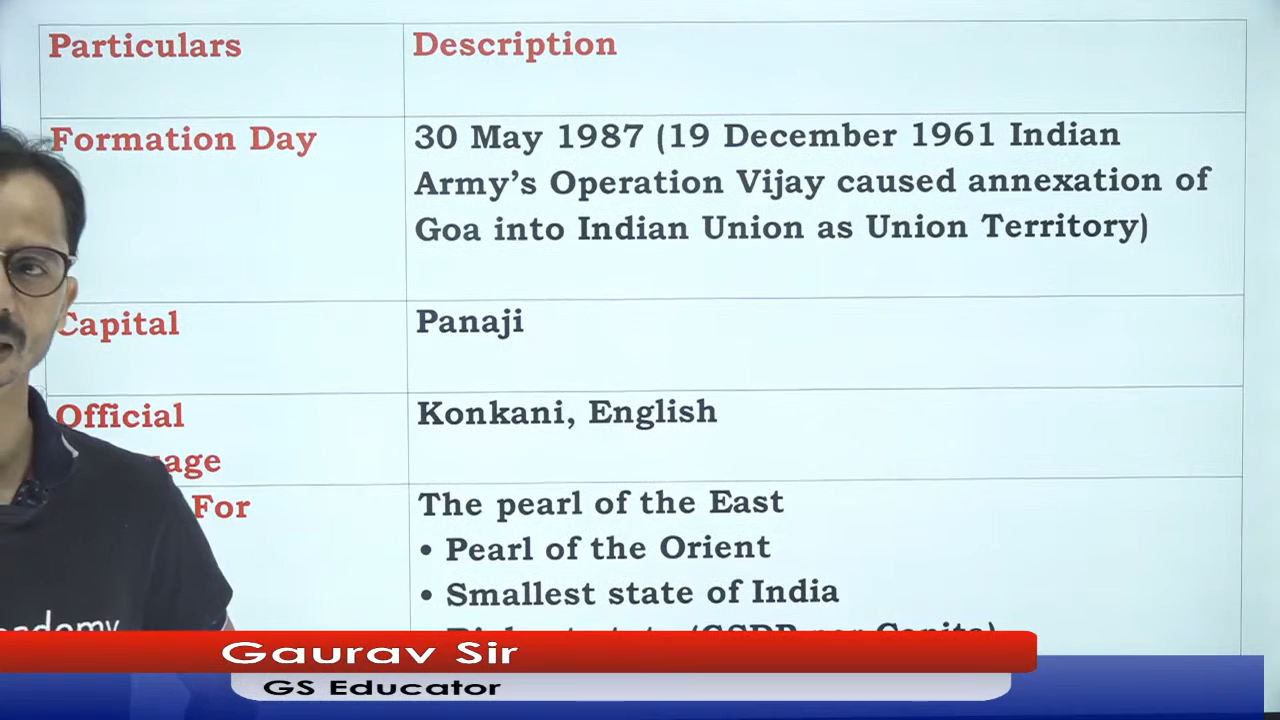 Particulars
Description
Formation Day
30 May 1987 (19 December 1961 Indian
Army's Operation Vijay caused annexation of
Goa into Indian Union as Union Territory)
Capital
Panaji
Official
Konkani, English
For
The pearl of the East
• Pearl of the Orient
• Smallest state of India
Gaurav Sir
GS Educator